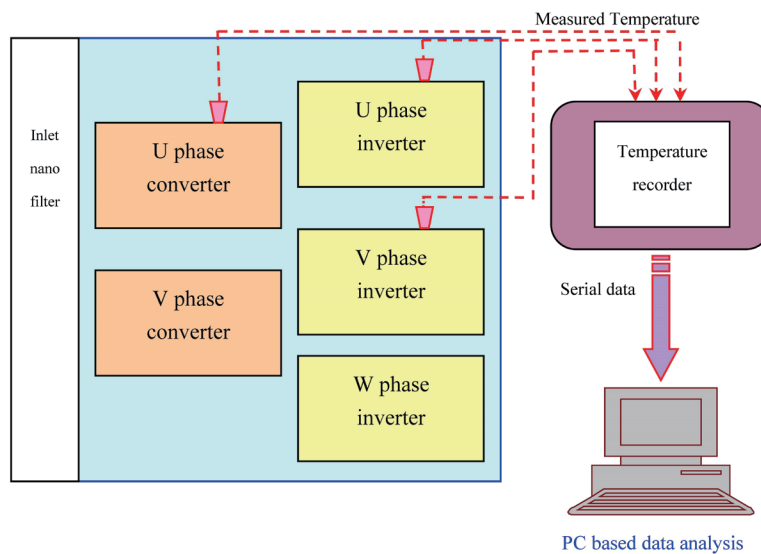 Measured Temperature
Inlet
nano
filter
U phase
converter
U phase
inverter
Temperature
recorder
V phase
converter
V phase
inverter
Serial data
W phase
inverter
PC based data analysis